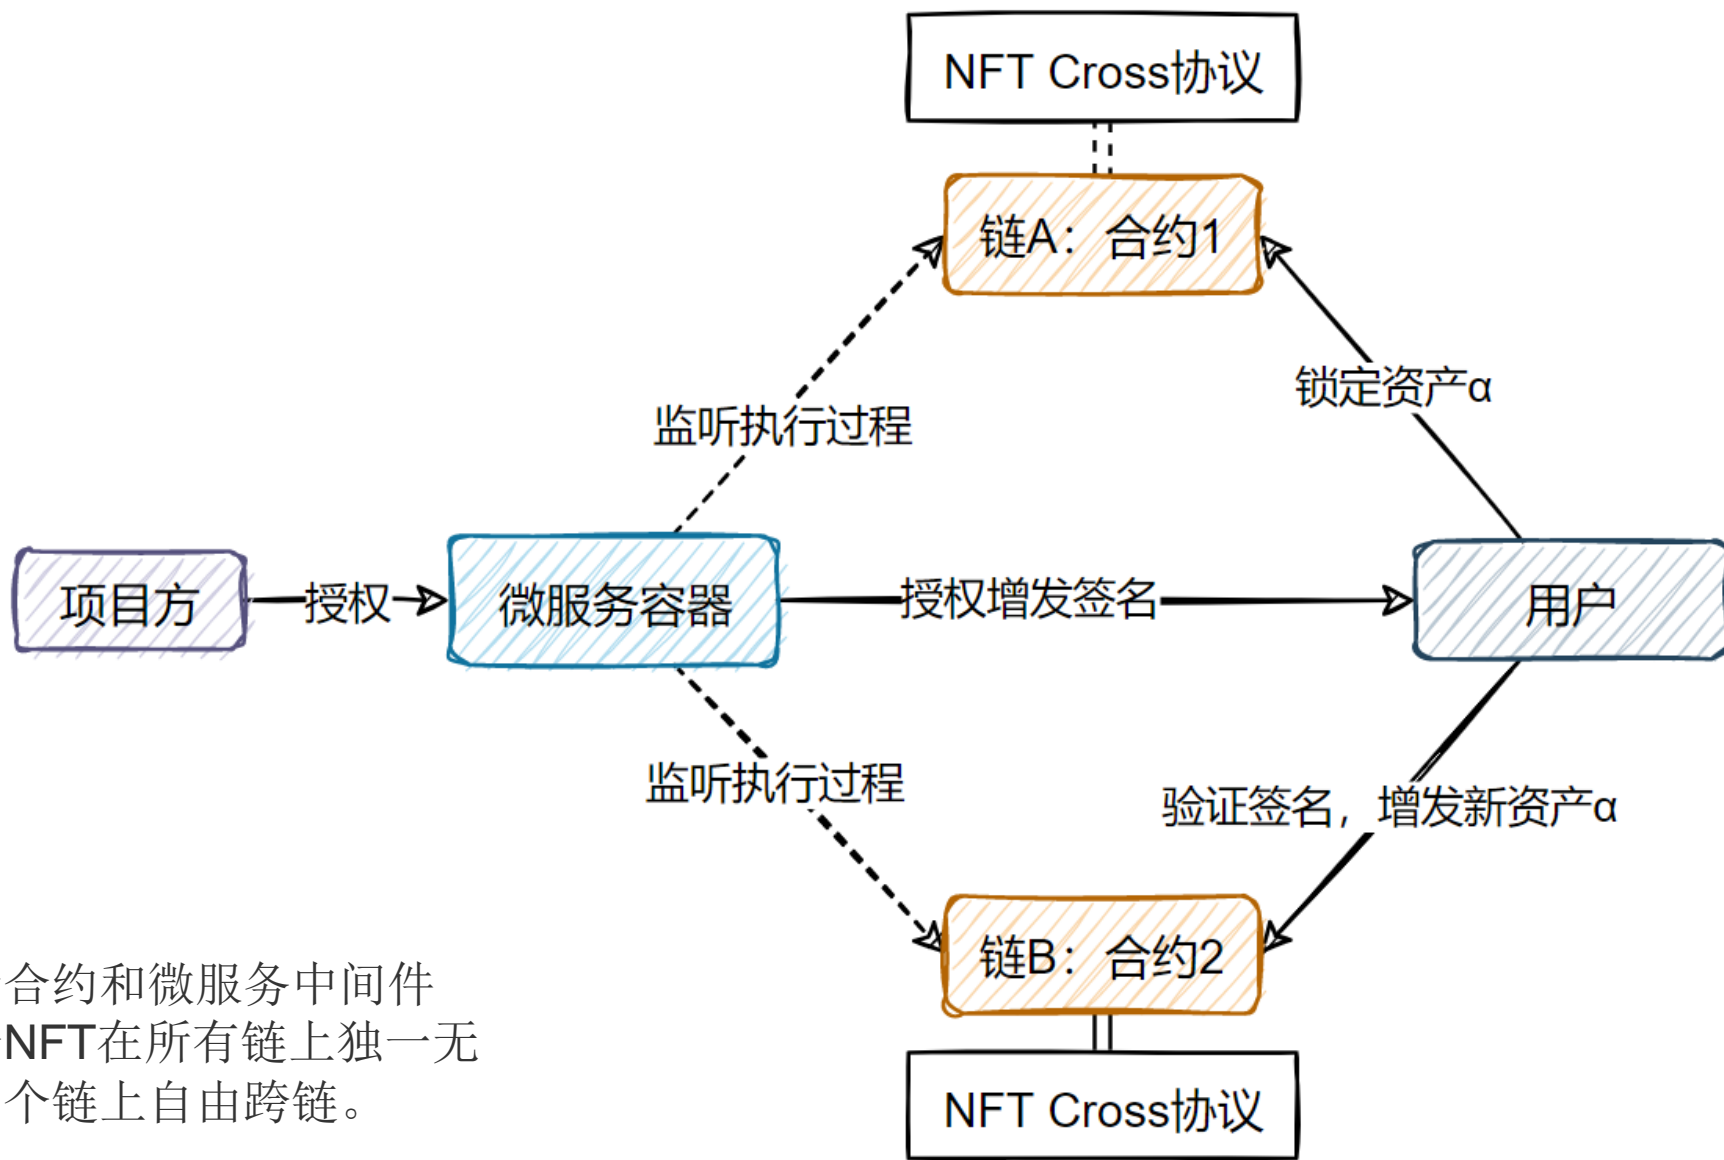 NFT Cross协议
链A：合约1
锁定资产α
监听执行过程
项目方
授权
微服务容器
授权增发签名
用户
监听执行过程
验证签名，增发新资产α
链B：合约2
合约和微服务中间件
NFT在所有链上独一无
个链上自由跨链。
NFT Cross协议